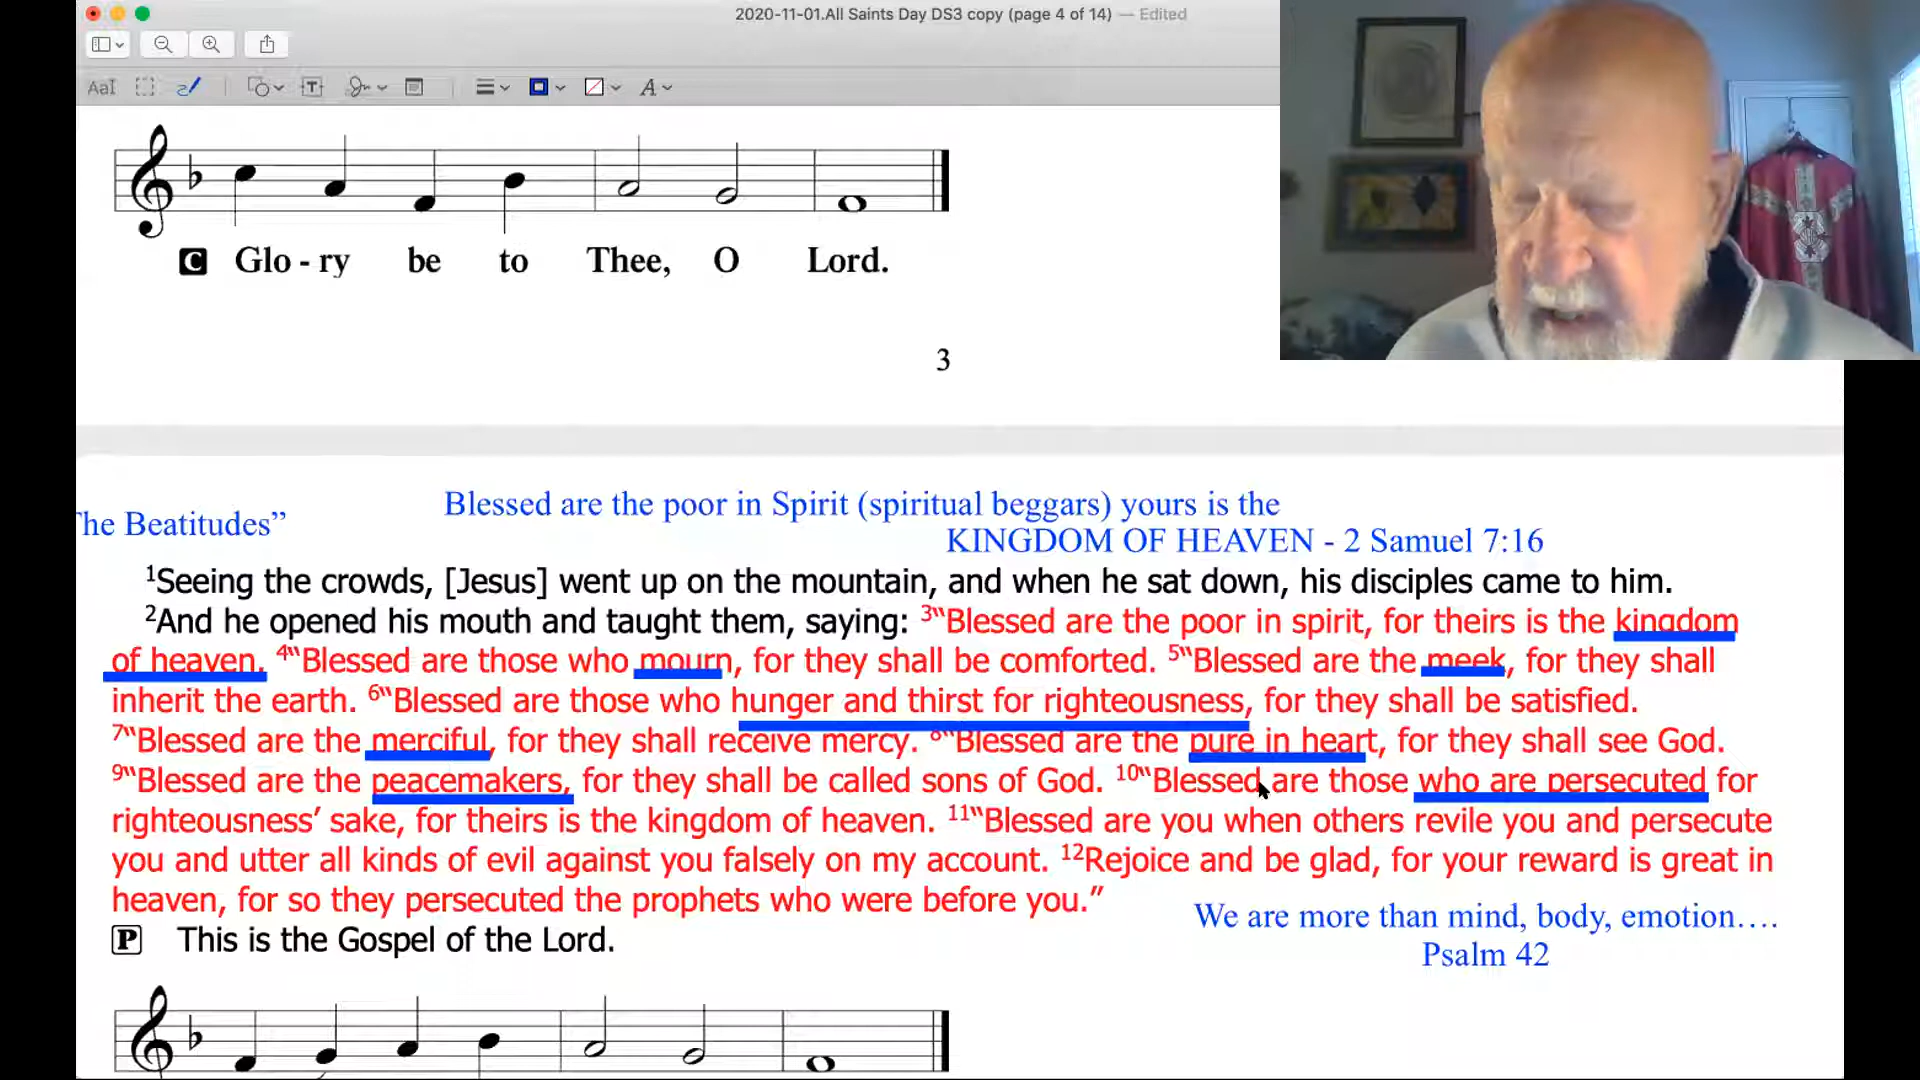 2020-11-01.All Saints Day DS3 copy (page 4 of 14) — Edited
C Glo - ry be to Thee, O Lord.
3
Blessed are the poor in Spirit (spiritual beggars) yours is the
he Beatitudes”
KINGDOM OF HEAVEN - 2 Samuel 7:16
1Seeing the crowds, [Jesus] went up on the mountain, and when he sat down, his disciples came to him.
2And he opened his mouth and taught them, saying: 3“Blessed are the poor in spirit, for theirs is the kingdom
of heaven. 4“Blessed are those who mourn, for they shall be comforted. 5“Blessed are the meek, for they shall
inherit the earth. 6“Blessed are those who hunger and thirst for righteousness, for they shall be satisfied.
7“Blessed are the merciful, for they shall receive mercy. 8“Blessed are the pure in heart, for they shall see God.
9“Blessed are the peacemakers, for they shall be called sons of God. 10“Blessed are those who are persecuted for
righteousness’ sake, for theirs is the kingdom of heaven. 11“Blessed are you when others revile you and persecute
you and utter all kinds of evil against you falsely on my account. 12Rejoice and be glad, for your reward is great in
heaven, for so they persecuted the prophets who were before you.”
We are more than mind, body, emotion….
P This is the Gospel of the Lord.
Psalm 42